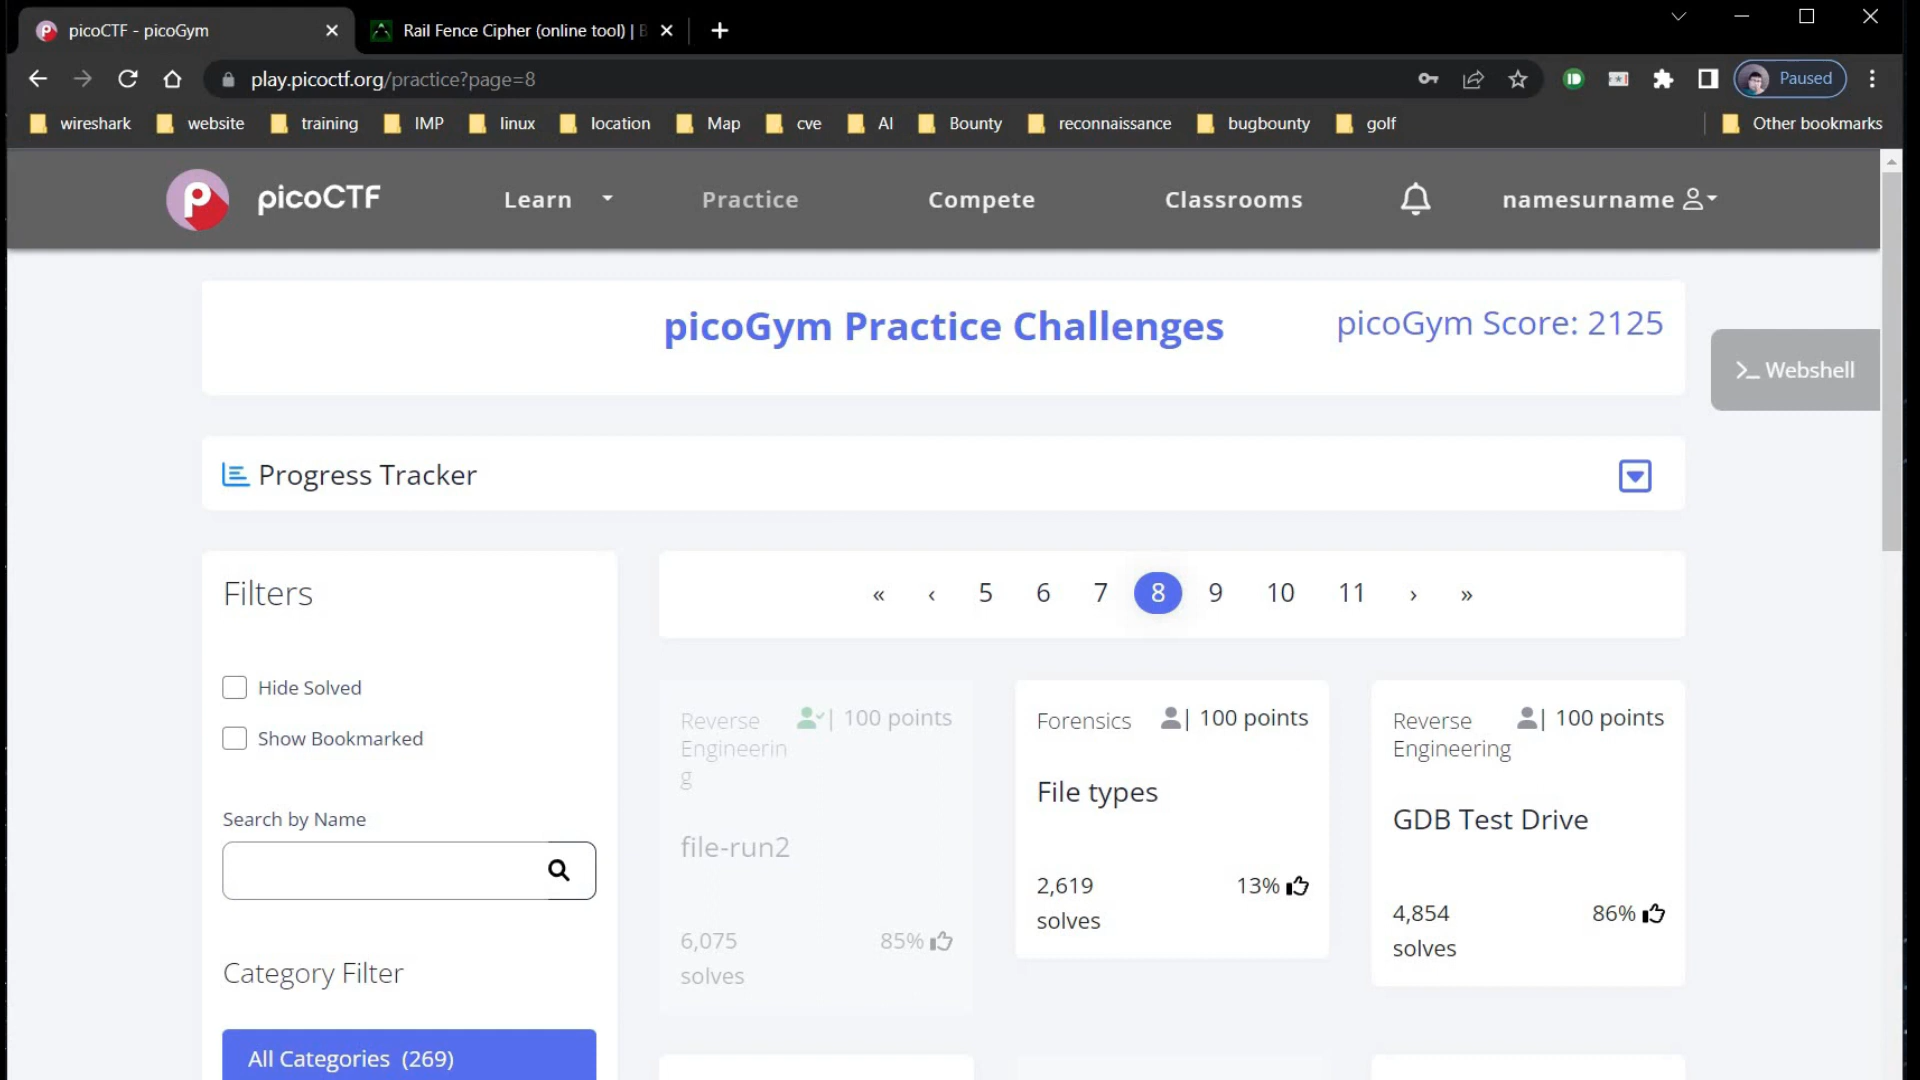 picoCTF - picoGym
Rail Fence Cipher (online tool) | B
play.picoctf.org/practice?page=8
Paused
wireshark
website
training
IMP
linux
location
Map
cve
AI
Bounty
reconnaissance
bugbounty
golf
Other bookmarks
picoCTF
Learn
Practice
Compete
Classrooms
namesurname
picoGym Practice Challenges
picoGym Score: 2125
>_ Webshell
Progress Tracker
Filters
« ‹ 5 6 7 8 9 10 11 › »
Hide Solved
Show Bookmarked
Search by Name
Category Filter
All Categories (269)
Reverse
Engineerin
g
| 100 points
file-run2
6,075
solves
85%
Forensics
| 100 points
File types
2,619
solves
13%
Reverse
Engineering
| 100 points
GDB Test Drive
4,854
solves
86%